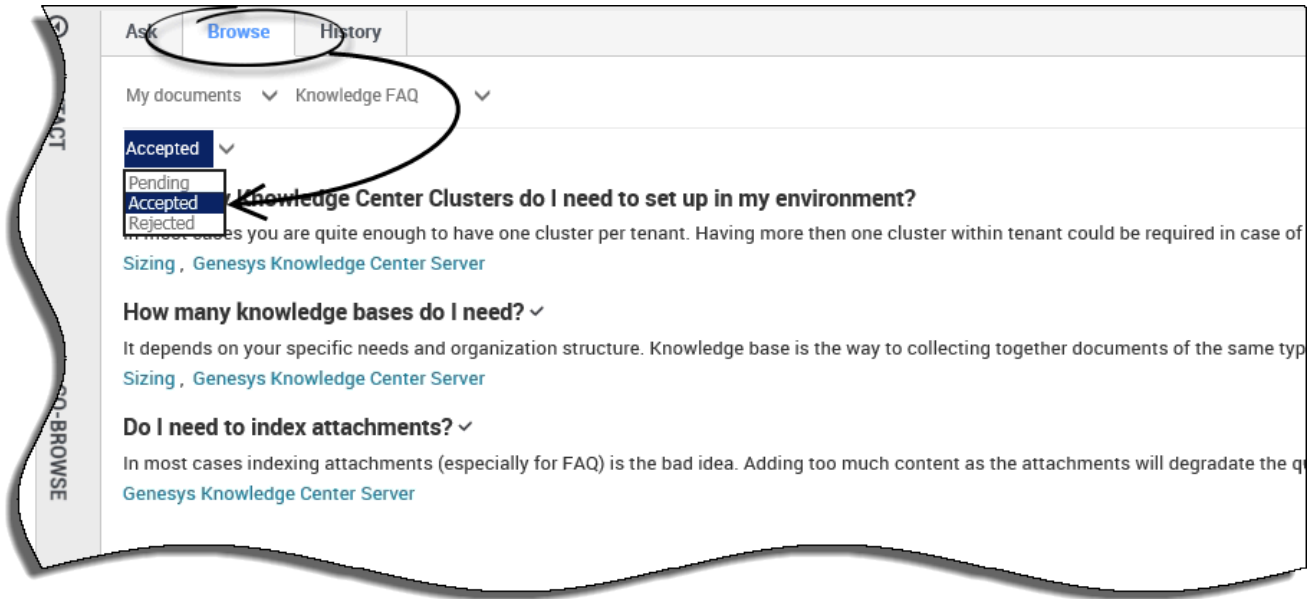 Ask Browse History
My documents Knowledge FAQ
Accepted
Pending
Accepted
Rejected
Knowledge Center Clusters do I need to set up in my environment?
In most cases you are quite enough to have one cluster per tenant. Having more then one cluster within tenant could be required in case of
Sizing , Genesys Knowledge Center Server
How many knowledge bases do I need?
It depends on your specific needs and organization structure. Knowledge base is the way to collecting together documents of the same typ
Sizing , Genesys Knowledge Center Server
Do I need to index attachments?
In most cases indexing attachments (especially for FAQ) is the bad idea. Adding too much content as the attachments will degradate the q
Genesys Knowledge Center Server
TACT
CO-BROWSE